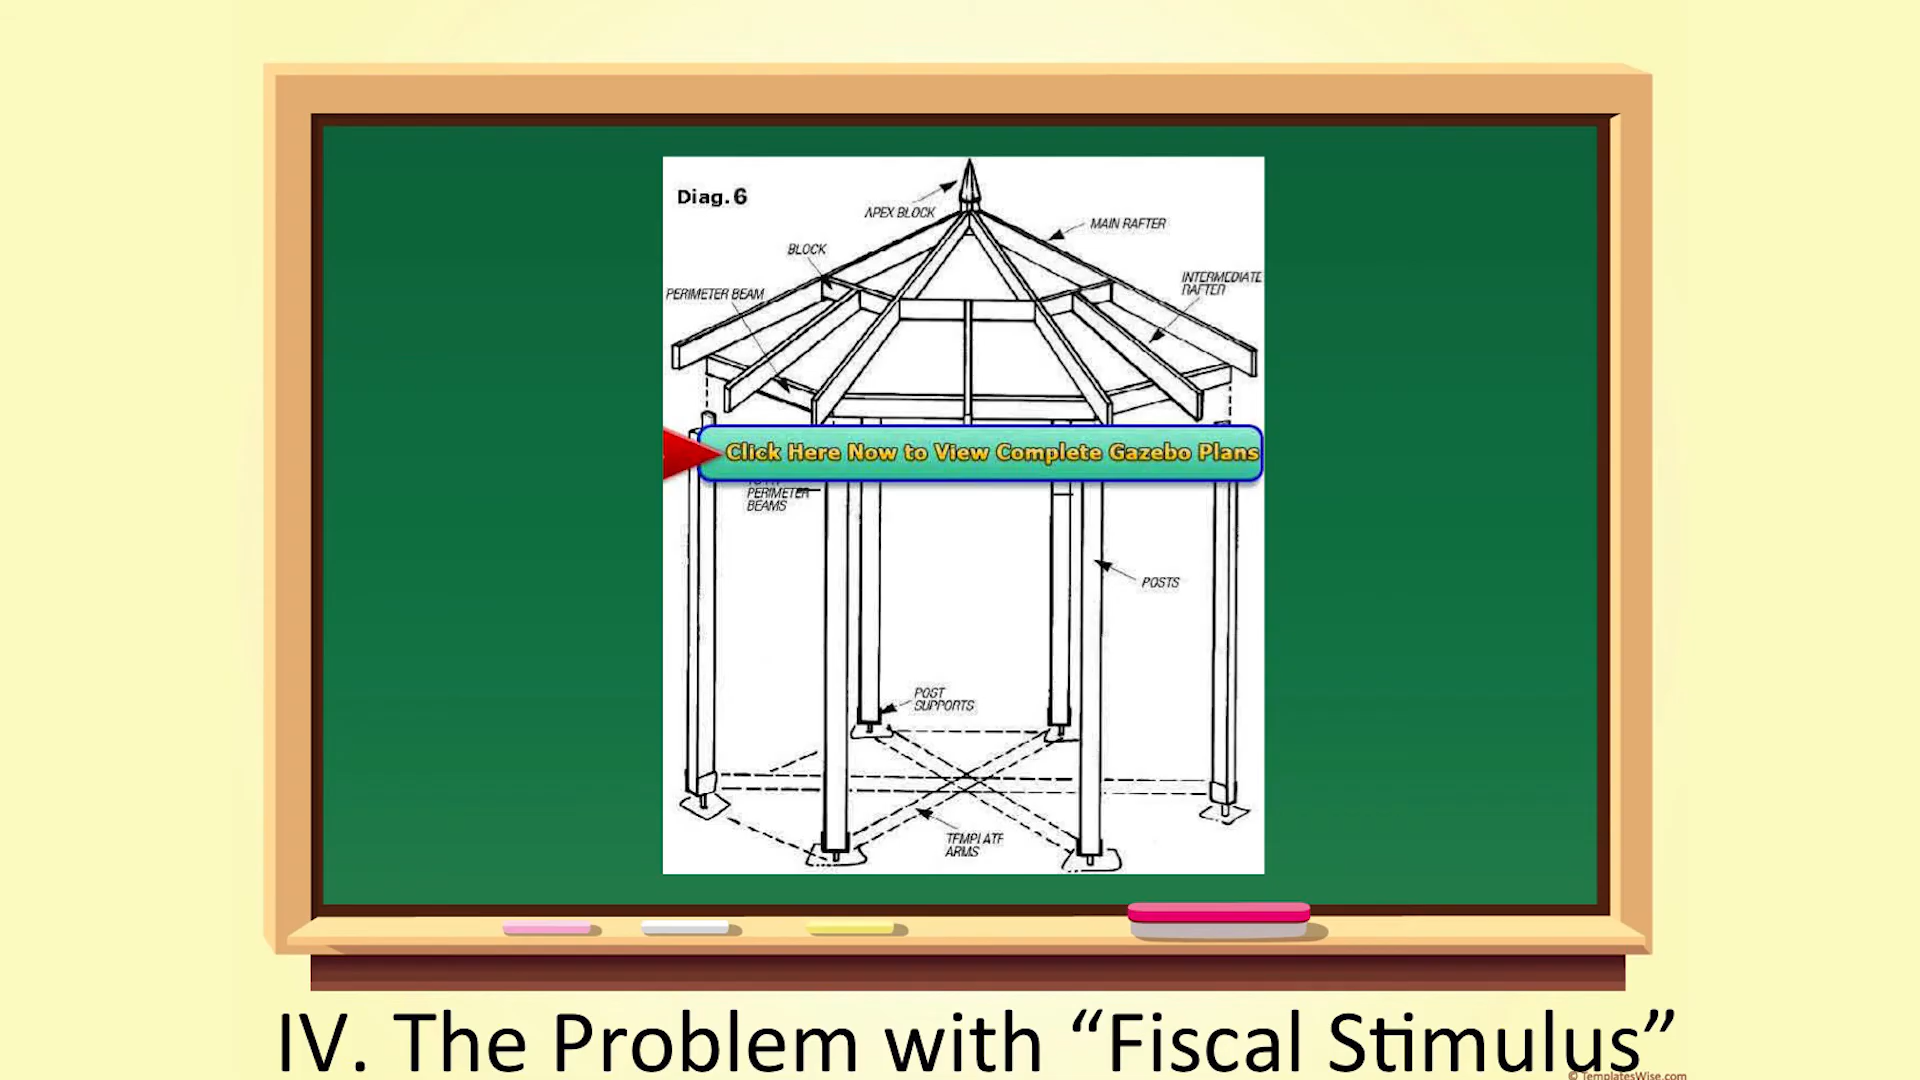 Diag. 6
APEX BLOCK
MAIN RAFTER
BLOCK
INTERMEDIATE
RAFTER
PERIMETER BEAM
Click Here Now to View Complete Gazebo Plans
PERIMETER
BEAMS
POSTS
POST
SUPPORTS
TEMPLATE
ARMS
IV. The Problem with “Fiscal Stimulus”
© TemplatesWise.com